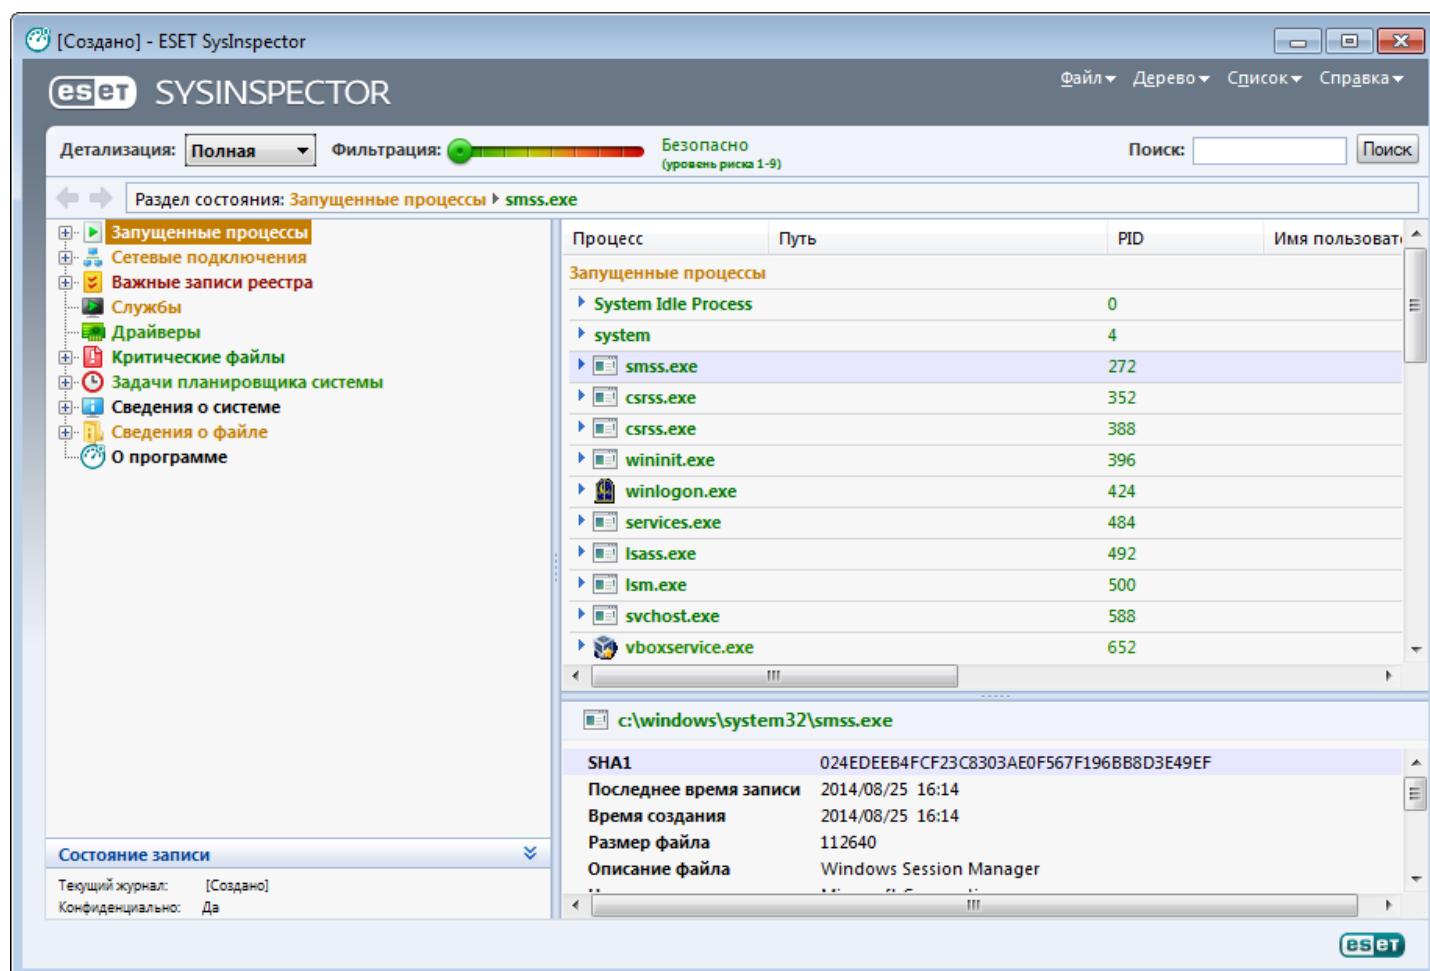 [Создано] - ESET SysInspector
eset SYSINSPECTOR
Файл Дерево Список Справка
Детализация: Полная Фильтрация: Безопасно (уровень риска 1-9) Поиск: Поиск
Раздел состояния: Запущенные процессы smss.exe
Запущенные процессы
Сетевые подключения
Важные записи реестра
Службы
Драйверы
Критические файлы
Задачи планировщика системы
Сведения о системе
Сведения о файле
О программе
Процесс Путь PID Имя пользоват
Запущенные процессы
System Idle Process 0
system 4
smss.exe 272
csrss.exe 352
csrss.exe 388
wininit.exe 396
winlogon.exe 424
services.exe 484
lsass.exe 492
lsm.exe 500
svchost.exe 588
vboxservice.exe 652
c:\windows\system32\smss.exe
SHA1 024EDEEB4FCF23C8303AE0F567F196BB8D3E49EF
Последнее время записи 2014/08/25 16:14
Время создания 2014/08/25 16:14
Размер файла 112640
Описание файла Windows Session Manager
Состояние записи
Текущий журнал: [Создано]
Конфиденциально: Да
eset